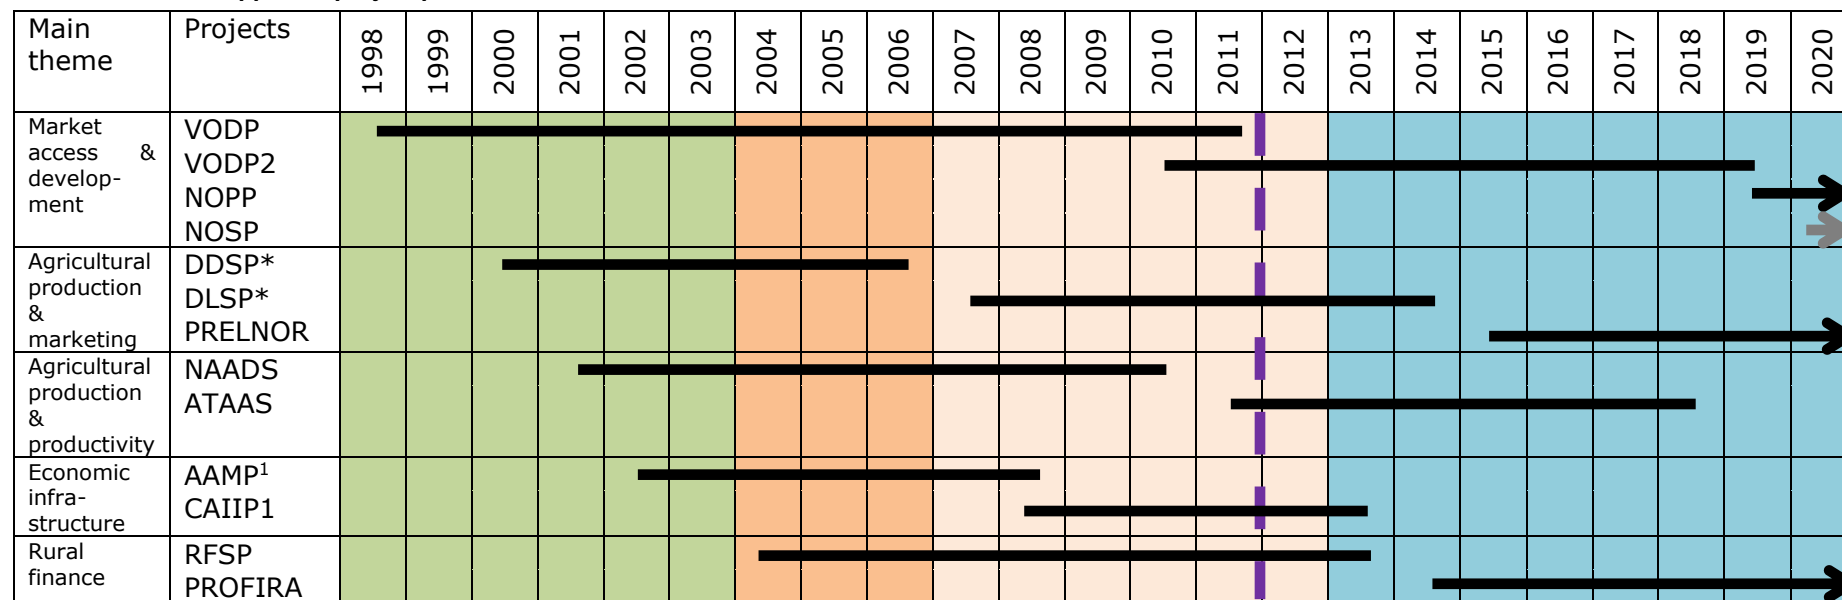 Main theme
Projects
1998
1999
2000
2001
2002
2003
2004
2005
2006
2007
2008
2009
2010
2011
2012
2013
2014
2015
2016
2017
2018
2019
2020
Market
access &
develop-
ment
VODP
VODP2
NOPP
NOSP
Agricultural
production
&
marketing
DDSP*
DLSP*
PRELNOR
Agricultural
production
&
productivity
NAADS
ATAAS
Economic
infra-
structure
AAMP¹
CAIIP1
Rural
finance
RFSP
PROFIRA